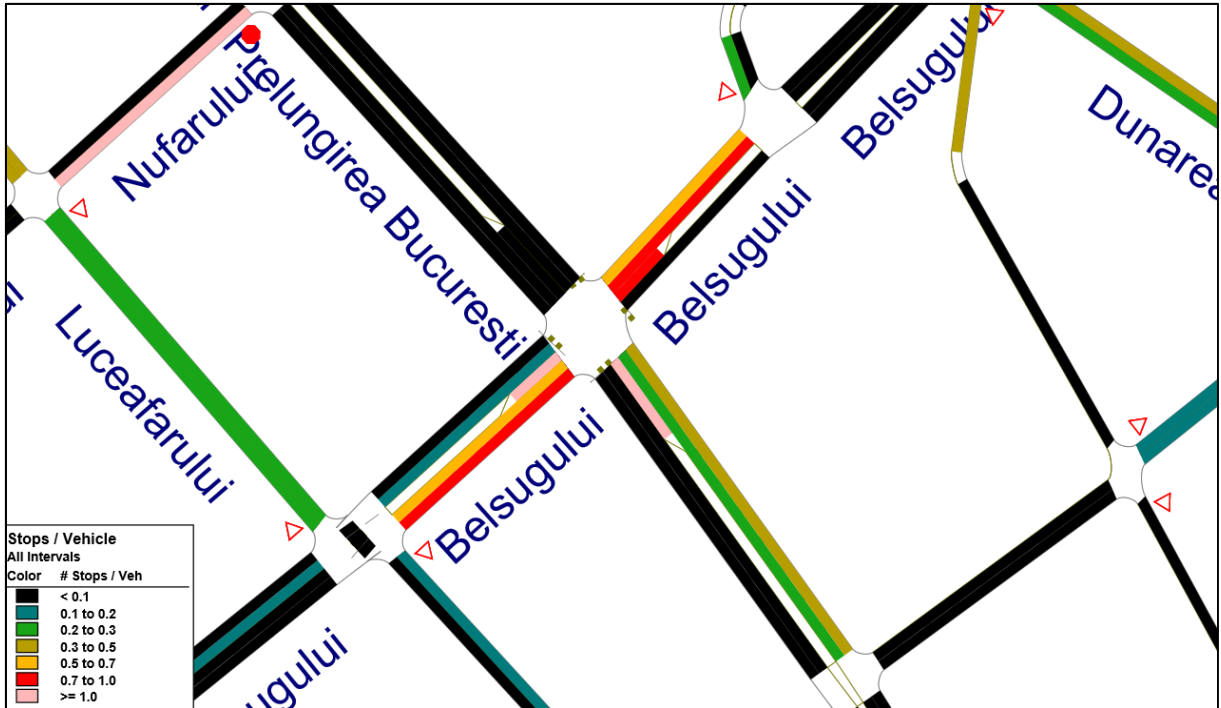 Prelungirea Bucuresti
Nufarului
Belsugului
Dunarea
Belsugului
Luceafarului
Belsugului
ugului
Stops / Vehicle
All Intervals
Color # Stops / Veh
< 0.1
0.1 to 0.2
0.2 to 0.3
0.3 to 0.5
0.5 to 0.7
0.7 to 1.0
>= 1.0